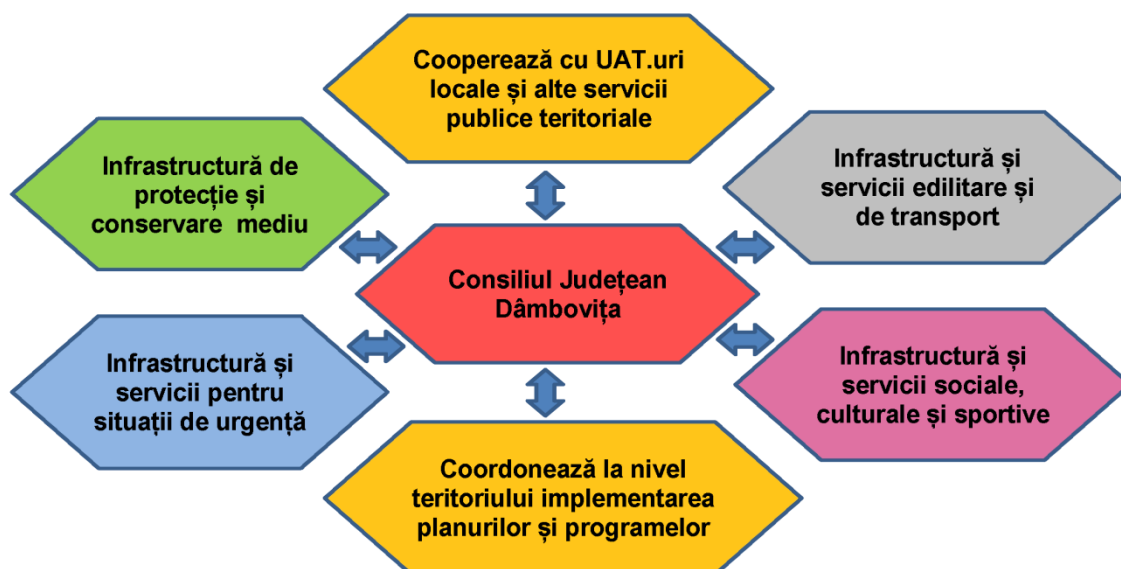 Cooperează cu UAT.uri
locale și alte servicii
publice teritoriale
Infrastructură de
protecție și
conservare  mediu
Infrastructură și
servicii edilitare și
de transport
Consiliul Județean
Dâmbovița
Infrastructură și
servicii pentru
situații de urgență
Infrastructură și
servicii sociale,
culturale și sportive
Coordonează la nivel
teritoriului implementarea
planurilor și programelor